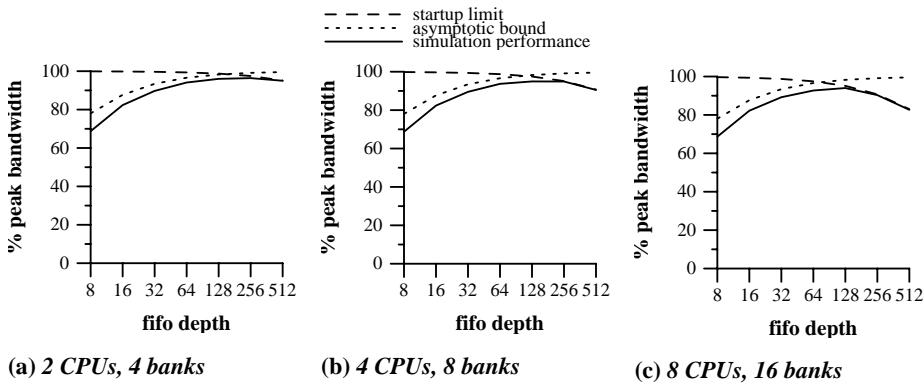 startup limit
asymptotic bound
simulation performance
% peak bandwidth
100
80
60
40
20
0
8 16 32 64 128 256 512
fifo depth
(a) 2 CPUs, 4 banks
% peak bandwidth
100
80
60
40
20
0
8 16 32 64 128 256 512
fifo depth
(b) 4 CPUs, 8 banks
% peak bandwidth
100
80
60
40
20
0
8 16 32 64 128 256 512
fifo depth
(c) 8 CPUs, 16 banks